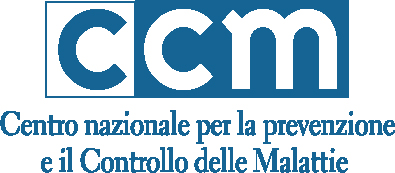 ccm
Centro nazionale per la prevenzione
e il Controllo delle Malattie